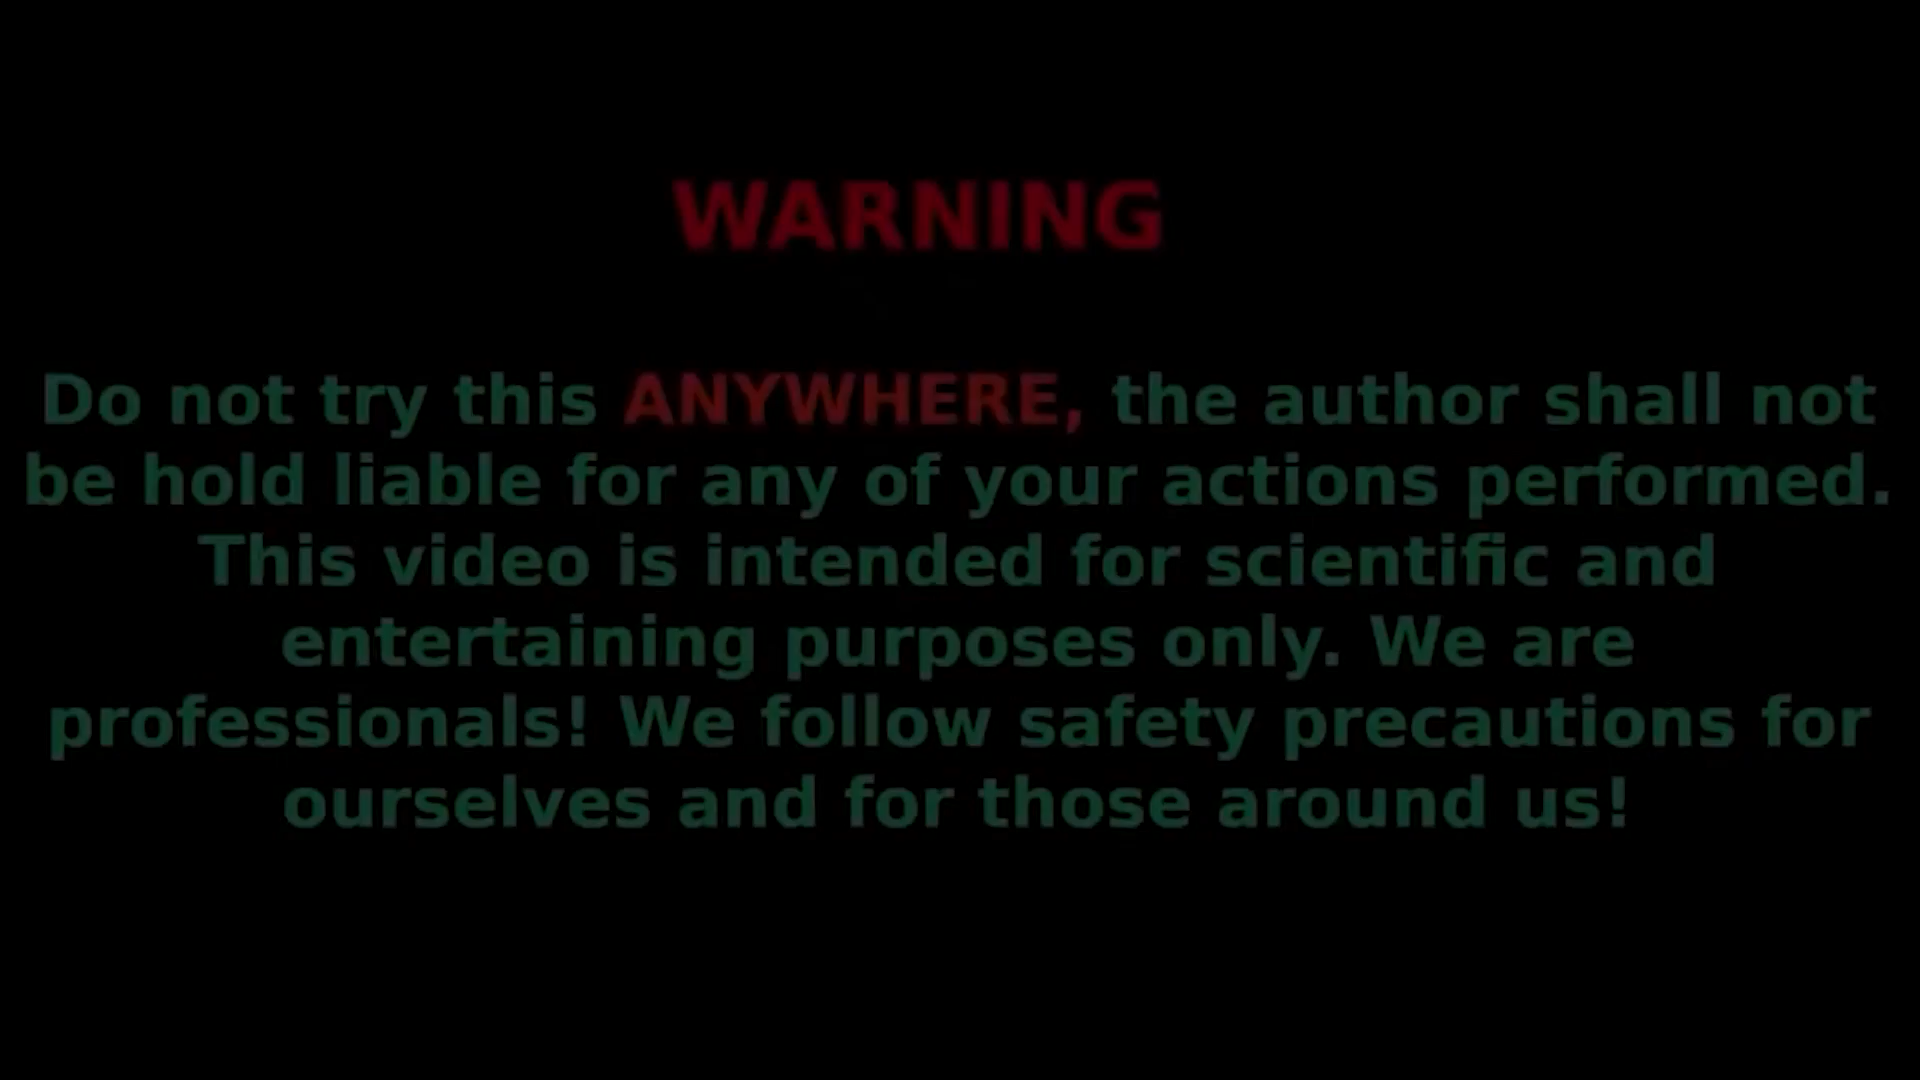 WARNING
Do not try this ANYWHERE, the author shall not
be hold liable for any of your actions performed.
This video is intended for scientific and
entertaining purposes only. We are
professionals! We follow safety precautions for
ourselves and for those around us!